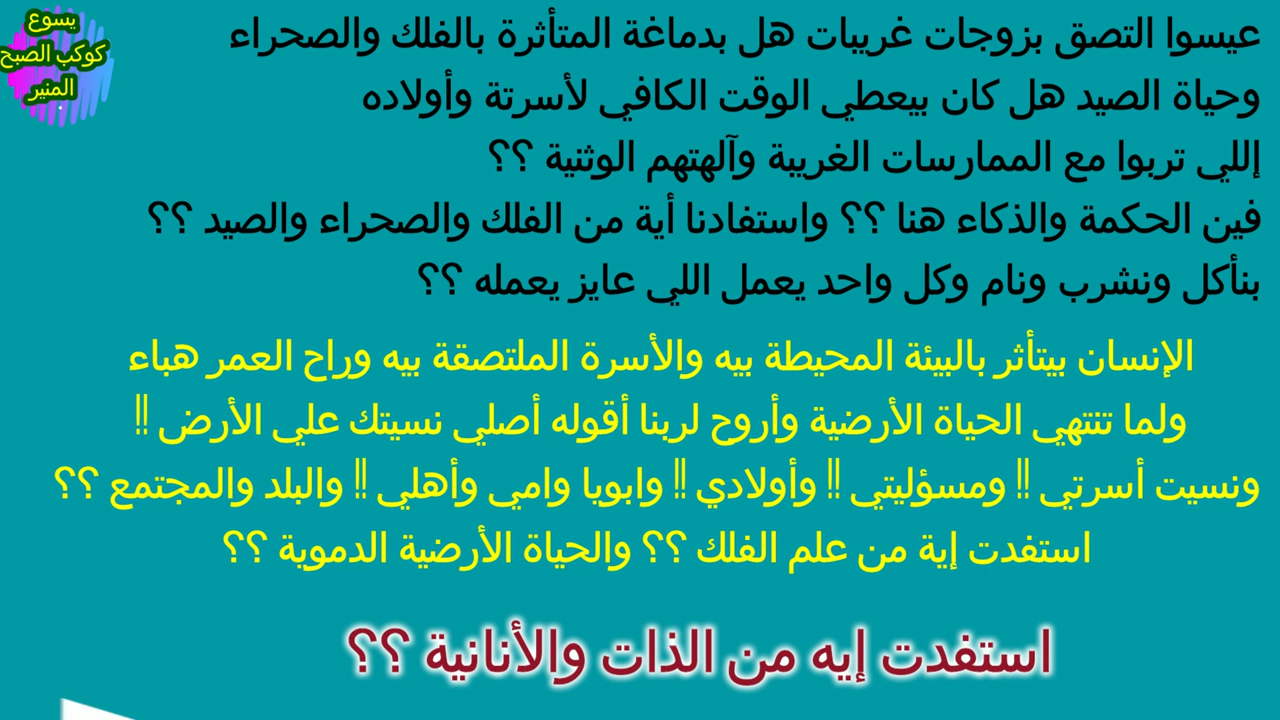 يسوع
كوكب الصبح
المنير
عيسوا التصق بزوجات غريبات هل بدماغة المتأثرة بالفلك والصحراء
وحياة الصيد هل كان بيعطي الوقت الكافي لأسرتة وأولاده
إللي تربوا مع الممارسات الغريبة وآلهتهم الوثنية ؟؟
فين الحكمة والذكاء هنا ؟؟ واستفادنا أية من الفلك والصحراء والصيد ؟؟
بنأكل ونشرب ونام وكل واحد يعمل اللي عايز يعمله ؟؟
الإنسان بيتأثر بالبيئة المحيطة بيه والأسرة الملتصقة بيه وراح العمر هباء
ولما تنتهي الحياة الأرضية وأروح لربنا أقوله أصلي نسيتك علي الأرض !!
ونسيت أسرتي !! ومسؤليتي !! وأولادي !! وابويا وامي وأهلي !! والبلد والمجتمع ؟؟
استفدت إية من علم الفلك ؟؟ والحياة الأرضية الدموية ؟؟
استفدت إيه من الذات والأنانية ؟؟